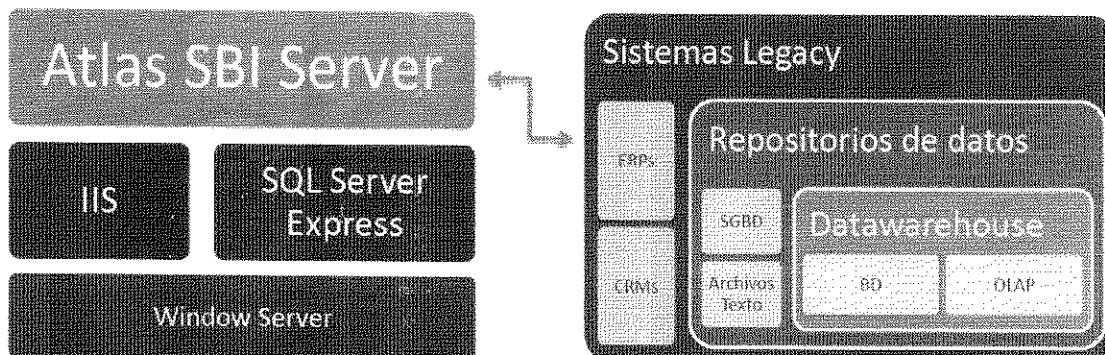 Atlas SBI Server
IIS
SQL Server
Express
Window Server
Sistemas Legacy
ERPs
CRMs
Repositorios de datos
SGBD
Archivos
Texto
Datawarehouse
BD
OLAP